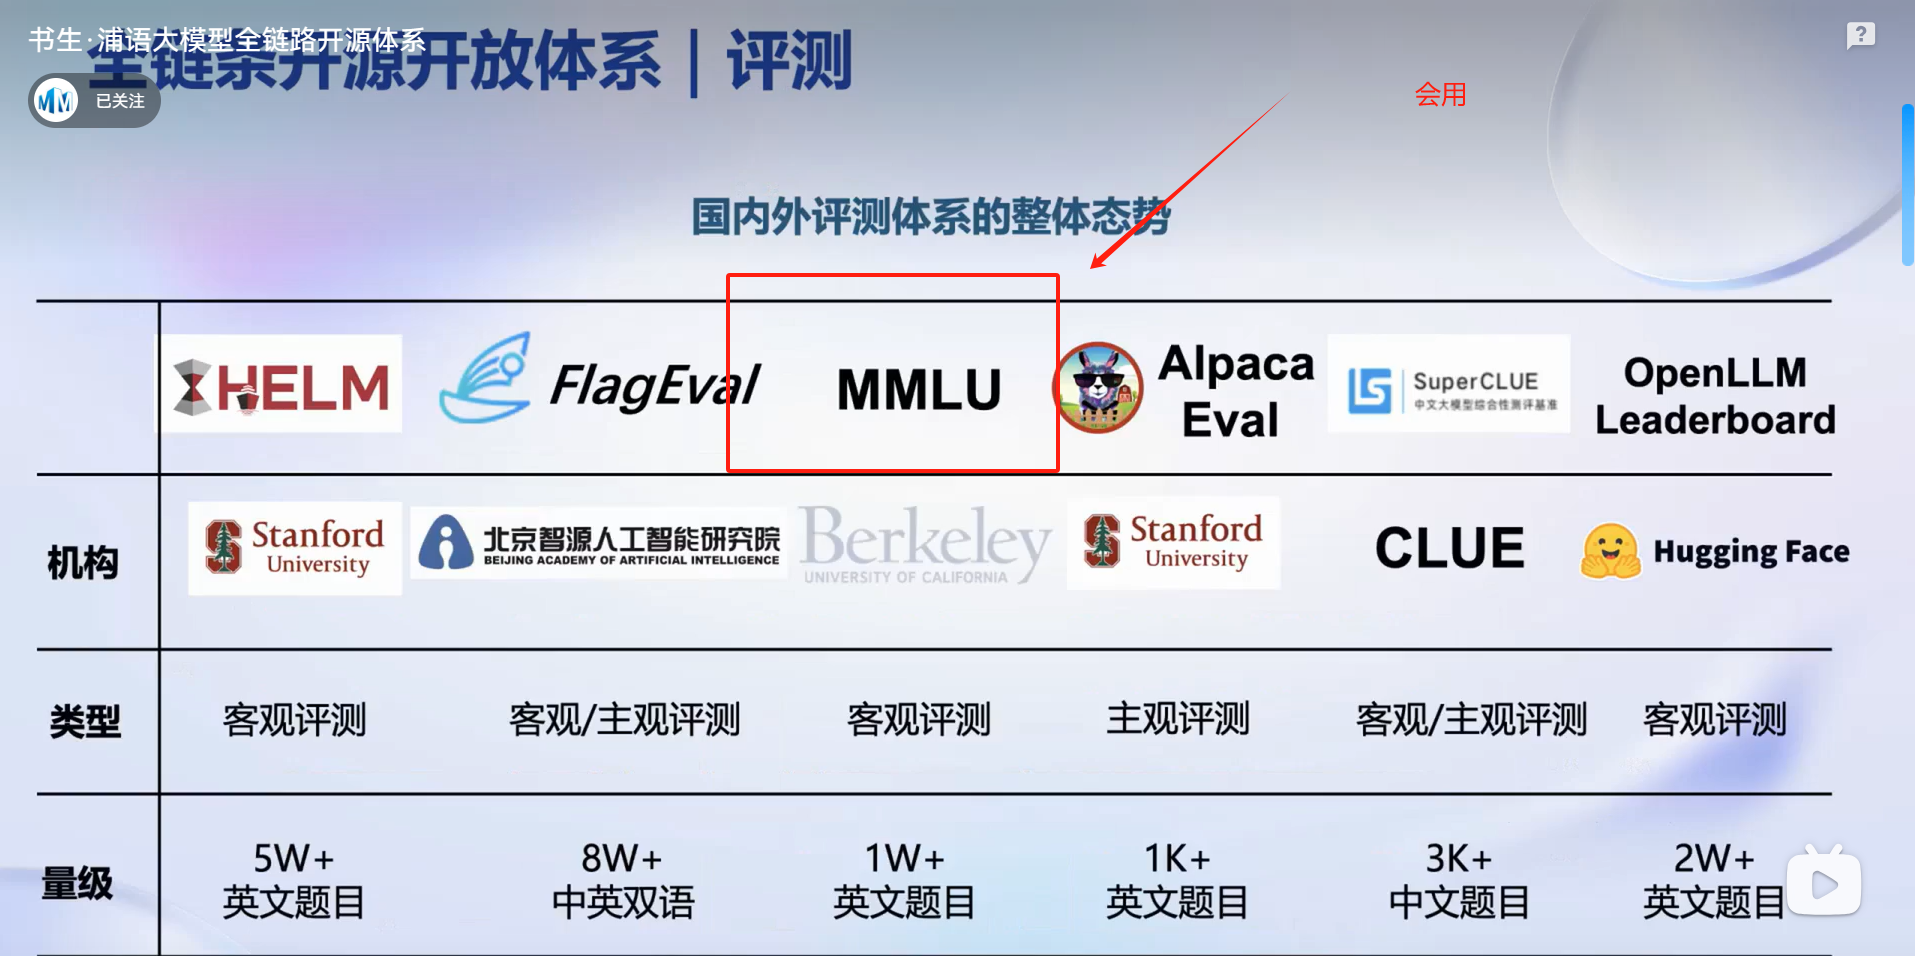 书生·浦语大模型全链路开源体系
全链条开源开放体系 | 评测
已关注
会用
国内外评测体系的整体态势
HELM FlagEval MMLU Alpaca Eval SuperCLUE 中文大模型综合性测评基准 OpenLLM Leaderboard
机构 Stanford University 北京智源人工智能研究院 BEIJING ACADEMY OF ARTIFICIAL INTELLIGENCE Berkeley UNIVERSITY OF CALIFORNIA Stanford University CLUE Hugging Face
类型 客观评测 客观/主观评测 客观评测 主观评测 客观/主观评测 客观评测
量级 5W+ 英文题目 8W+ 中英双语 1W+ 英文题目 1K+ 英文题目 3K+ 中文题目 2W+ 英文题目